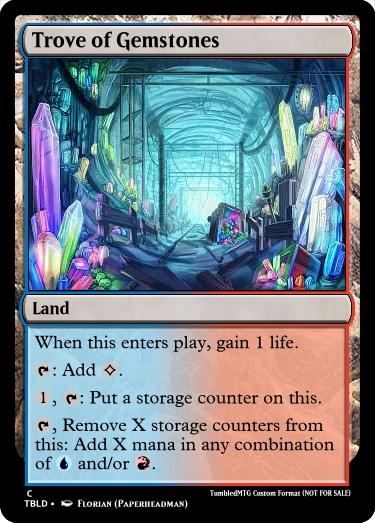 Trove of Gemstones
Land
When this enters play, gain 1 life.
: Add .
1, : Put a storage counter on this.
, Remove X storage counters from
this: Add X mana in any combination
of and/or .
C
TBLD • Florian (Paperheadman)
TumbledMTG Custom Format (NOT FOR SALE)